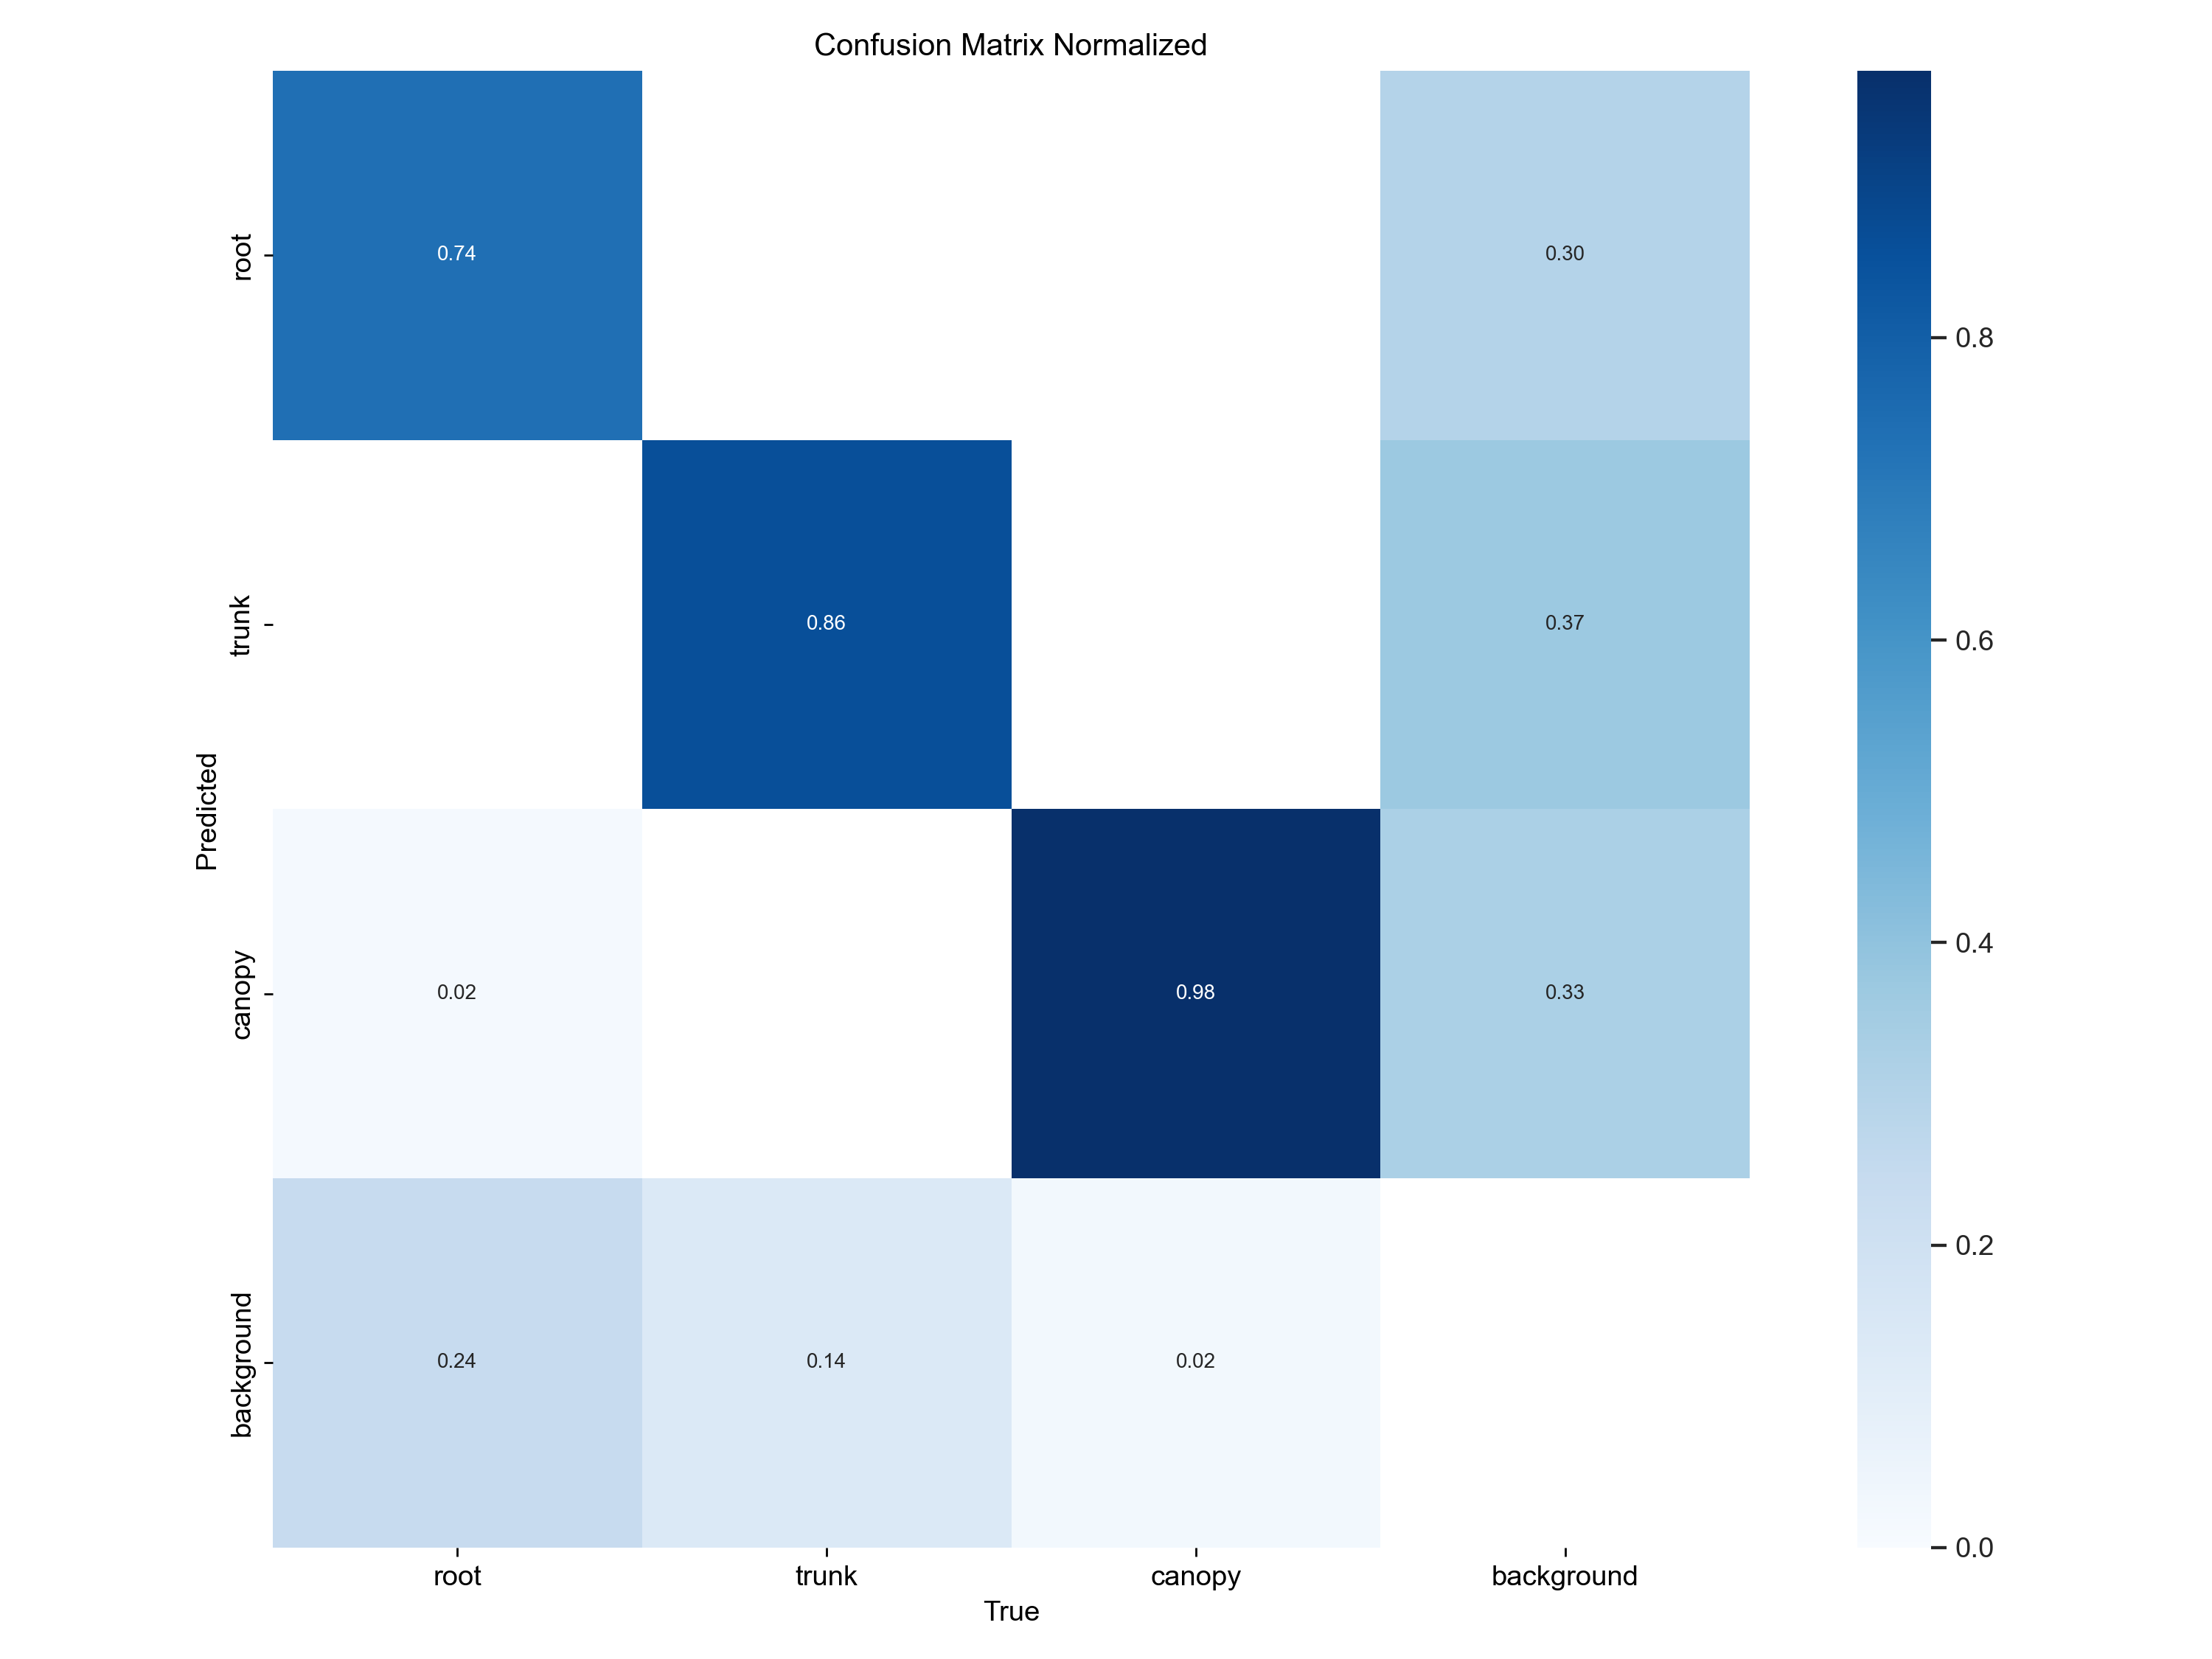 Confusion Matrix Normalized
root
0.74
0.30
trunk
0.86
0.37
canopy
0.02
0.98
0.33
background
0.24
0.14
0.02
Predicted
root
trunk
canopy
background
True
0.8
0.6
0.4
0.2
0.0